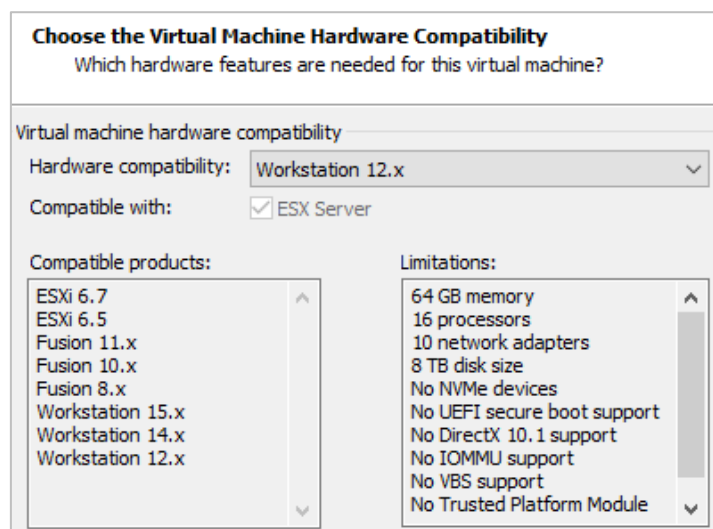 Choose the Virtual Machine Hardware Compatibility
Which hardware features are needed for this virtual machine?
Virtual machine hardware compatibility
Hardware compatibility: Workstation 12.x
Compatible with: ESX Server
Compatible products:
ESXi 6.7
ESXi 6.5
Fusion 11.x
Fusion 10.x
Fusion 8.x
Workstation 15.x
Workstation 14.x
Workstation 12.x
Limitations:
64 GB memory
16 processors
10 network adapters
8 TB disk size
No NVMe devices
No UEFI secure boot support
No DirectX 10.1 support
No IOMMU support
No VBS support
No Trusted Platform Module